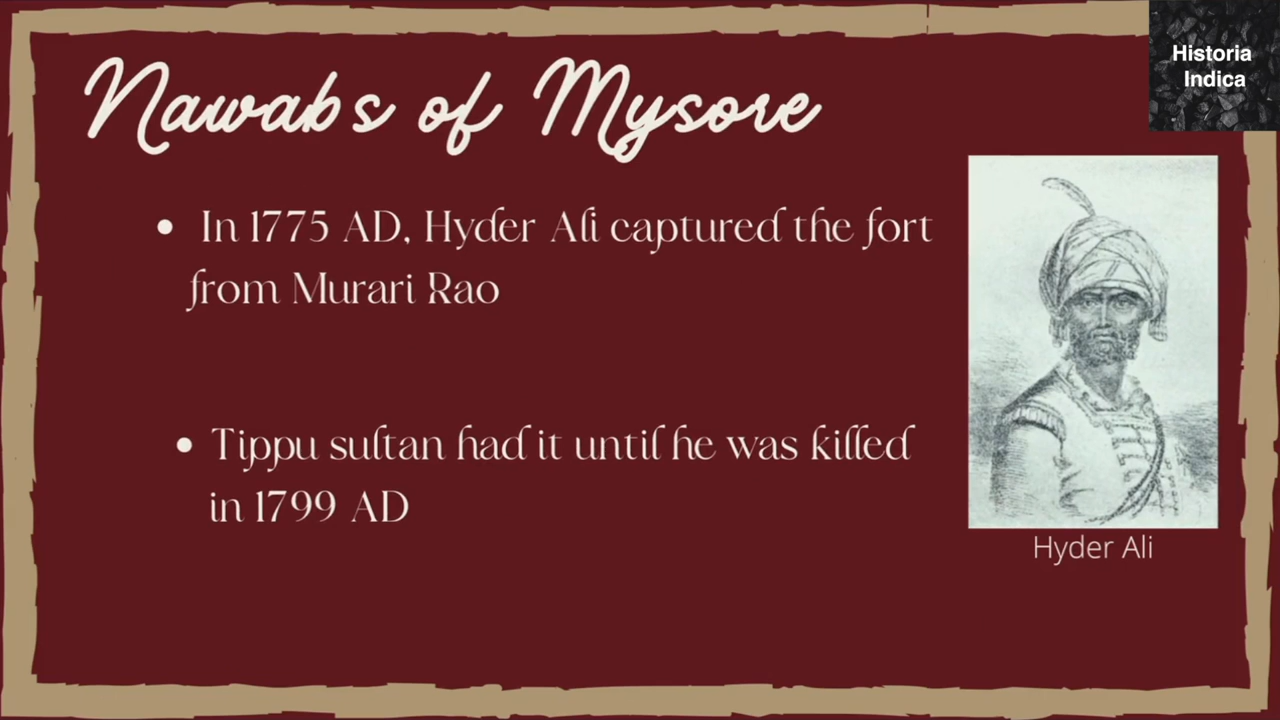 Historia
Indica
Nawabs of Mysore
In 1775 AD, Hyder Ali captured the fort
from Murari Rao
Tippu sultan had it until he was killed
in 1799 AD
Hyder Ali